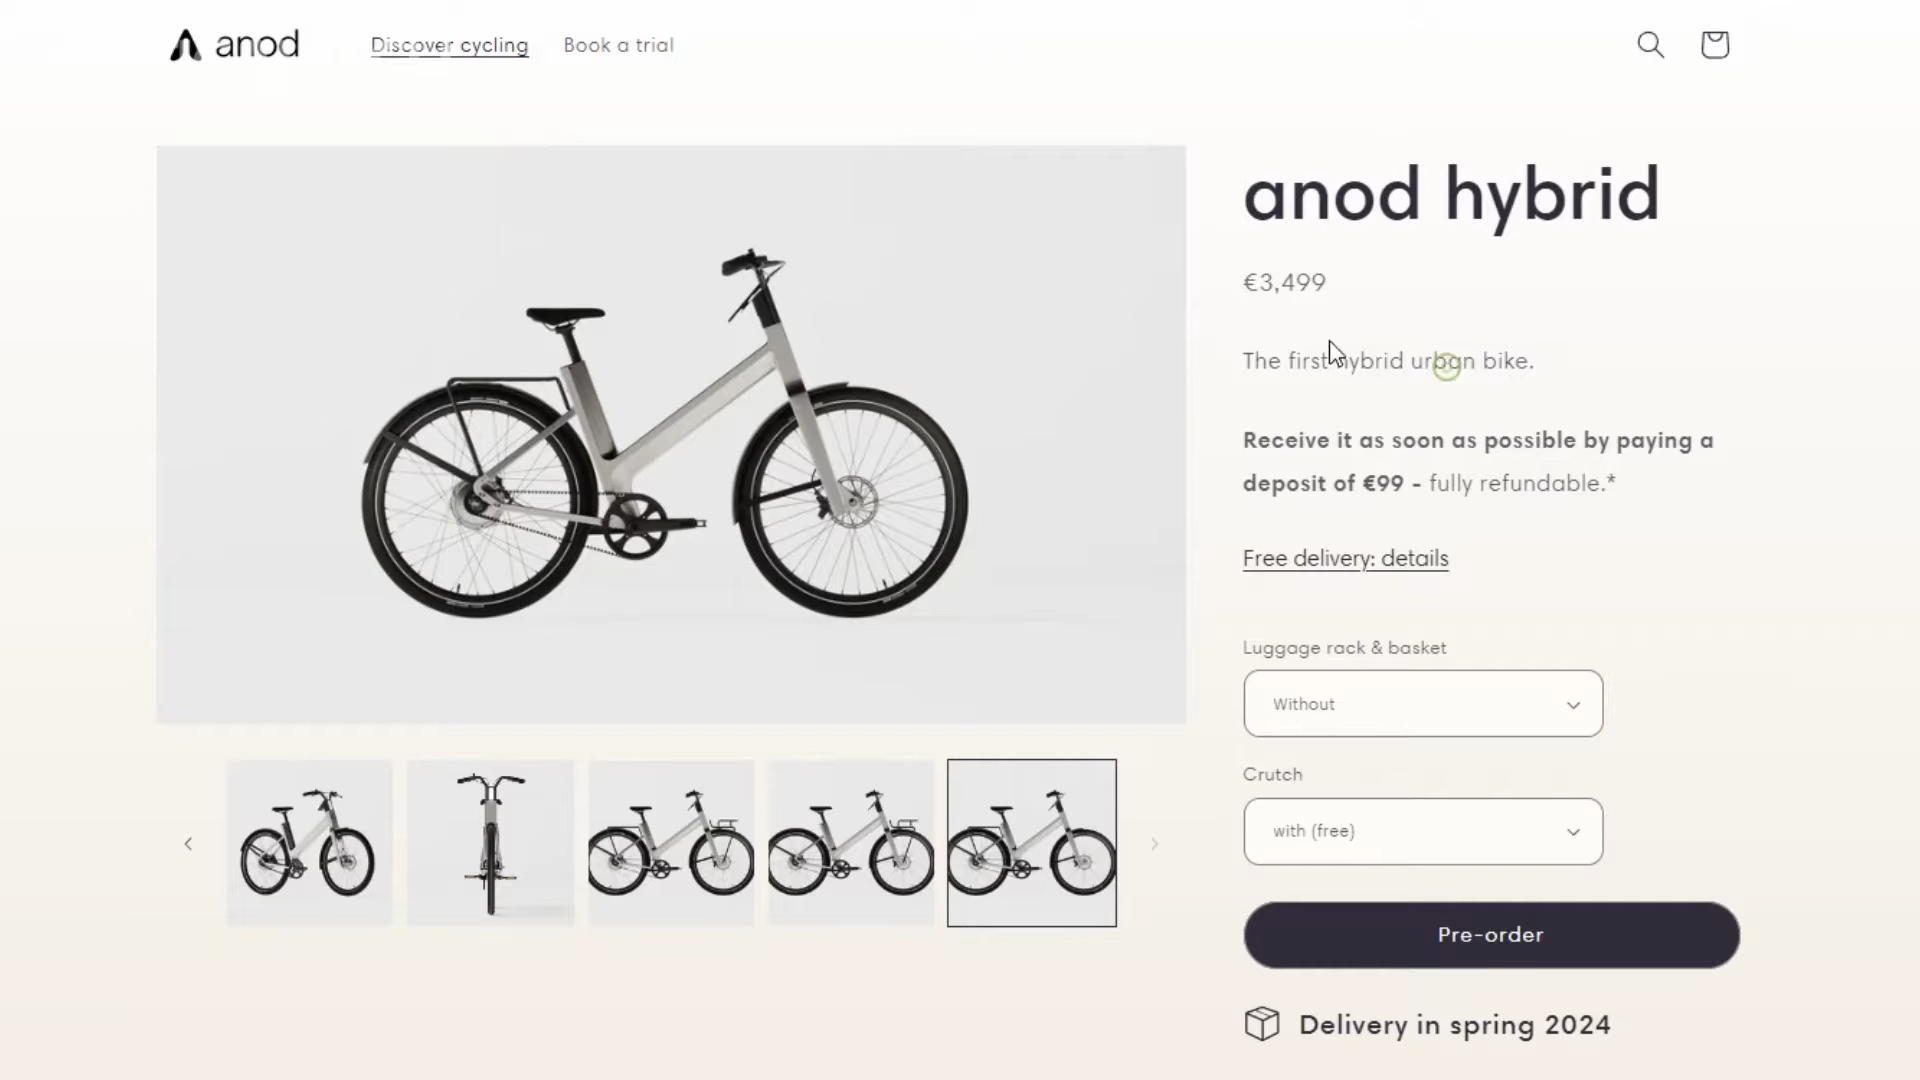 anod
Discover cycling
Book a trial
anod hybrid
€3,499
The first hybrid urban bike.
Receive it as soon as possible by paying a
deposit of €99 - fully refundable.*
Free delivery: details
Luggage rack & basket
Without
Crutch
with (free)
Pre-order
Delivery in spring 2024